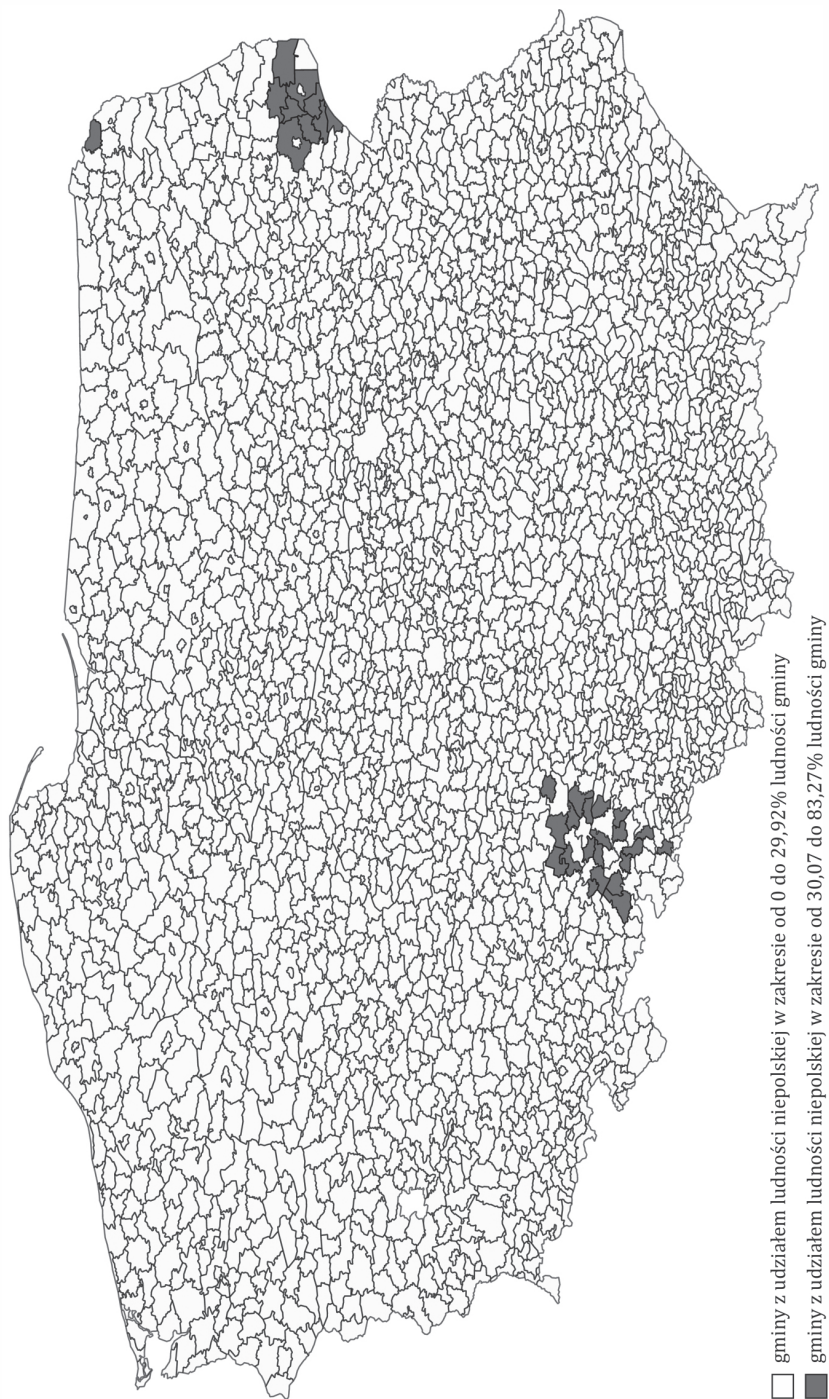 gminy z udziałem ludności niepolskiej w zakresie od 0 do 29,92% ludności gminy
gminy z udziałem ludności niepolskiej w zakresie od 30,07 do 83,27% ludności gminy